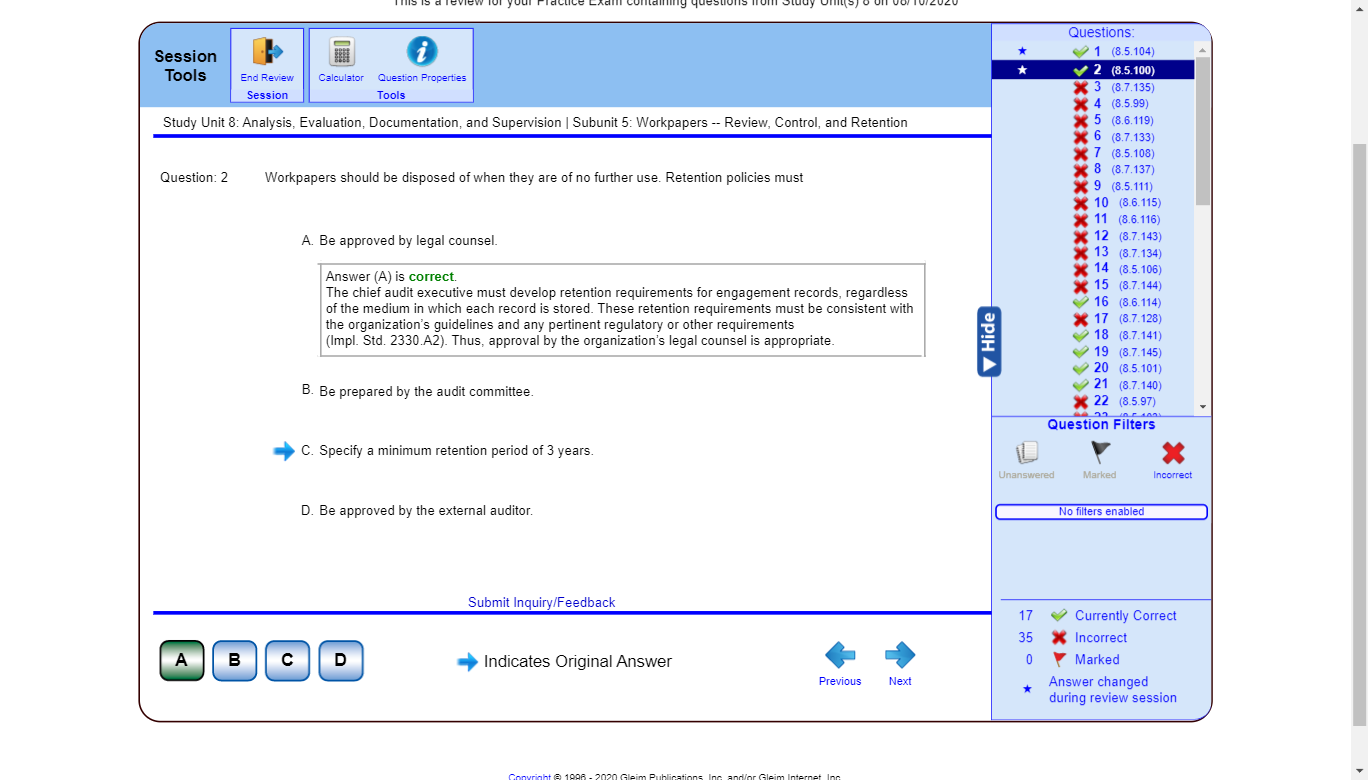 This is a review for your Practice Exam containing questions from Study Unit(s) 8 on 08/10/2020
Session
Tools
End Review
Session
Calculator
Question Properties
Tools
Study Unit 8: Analysis, Evaluation, Documentation, and Supervision | Subunit 5: Workpapers -- Review, Control, and Retention
Question: 2
Workpapers should be disposed of when they are of no further use. Retention policies must
A. Be approved by legal counsel.
Answer (A) is correct.
The chief audit executive must develop retention requirements for engagement records, regardless
of the medium in which each record is stored. These retention requirements must be consistent with
the organization's guidelines and any pertinent regulatory or other requirements
(Impl. Std. 2330.A2). Thus, approval by the organization's legal counsel is appropriate.
B. Be prepared by the audit committee.
C. Specify a minimum retention period of 3 years.
D. Be approved by the external auditor.
Submit Inquiry/Feedback
A B C D
Indicates Original Answer
Previous
Next
Hide
Questions:
1 (8.5.104)
2 (8.5.100)
3 (8.7.135)
4 (8.5.99)
5 (8.6.119)
6 (8.7.133)
7 (8.5.108)
8 (8.7.137)
9 (8.5.111)
10 (8.6.115)
11 (8.6.116)
12 (8.7.143)
13 (8.7.134)
14 (8.5.106)
15 (8.7.144)
16 (8.6.114)
17 (8.7.128)
18 (8.7.141)
19 (8.7.145)
20 (8.5.101)
21 (8.7.140)
22 (8.5.97)
Question Filters
Unanswered
Marked
Incorrect
No filters enabled
17 Currently Correct
35 Incorrect
0 Marked
Answer changed
during review session
Copyright © 1996 - 2020 Gleim Publications, Inc. and/or Gleim Internet, Inc.